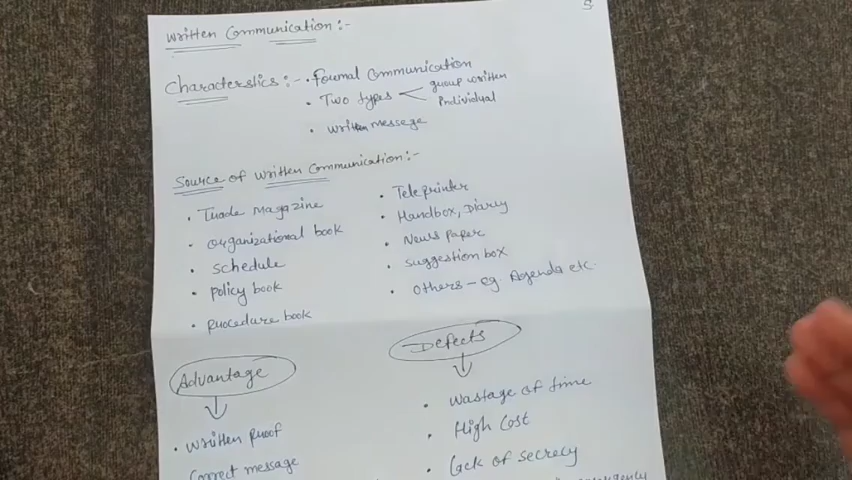 5
Written Communication:-
Characterstics:- • Formal Communication
• Two types
group written
Individual
• written messege
Source of written Communication:-
• Trade Magazine
• Organizational book
• Schedule
• Policy book
• Procedure book
• Teleprinter
• Handbox, Diary
• News Paper
• Suggestion box
• Others - eg Agenda etc.
Advantage
• Written Proof
Correct message
Defects
• Wastage of time
• High Cost
• Lack of secrecy